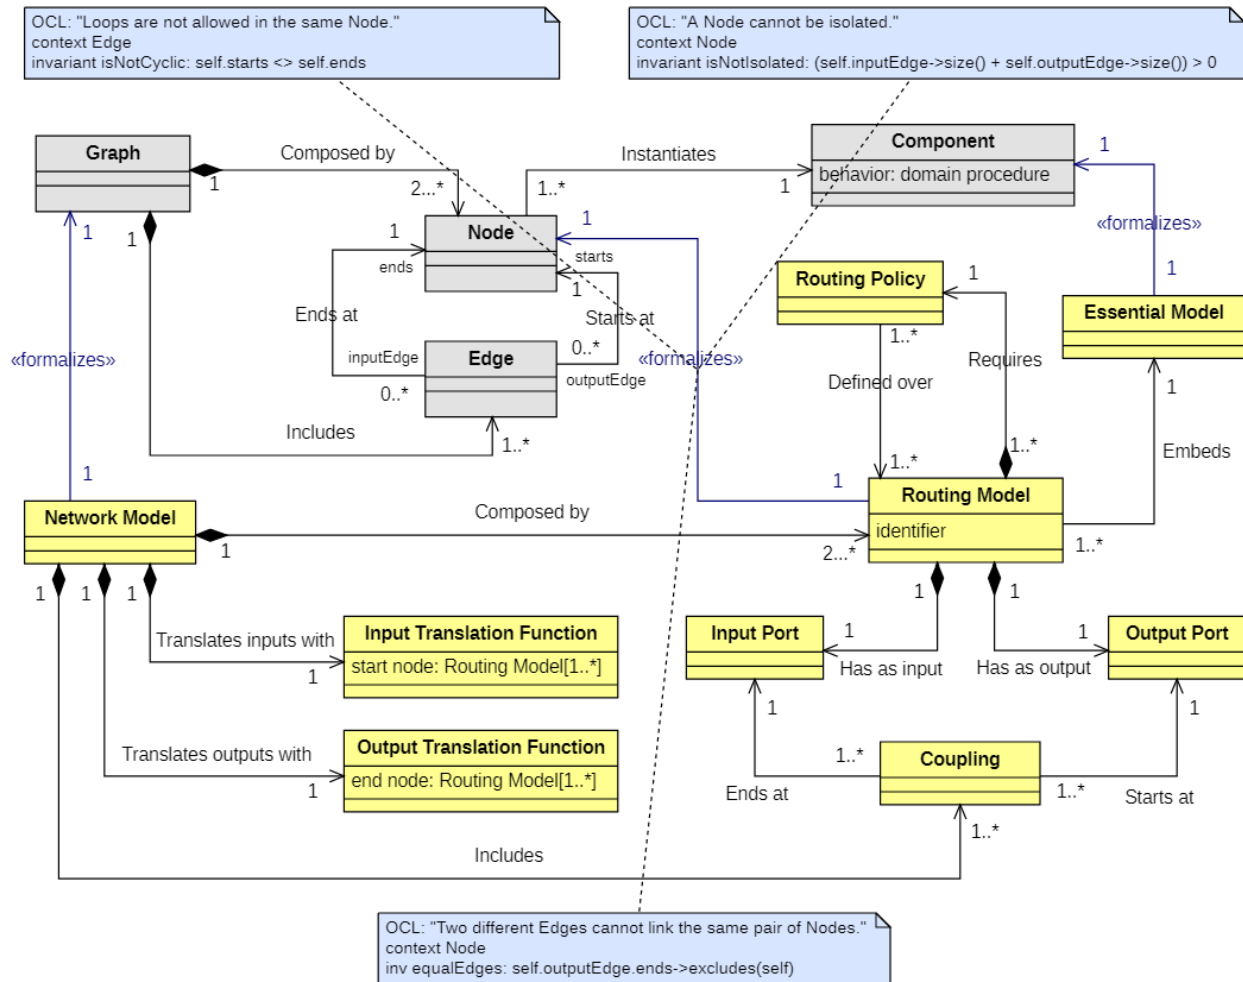 OCL: "Loops are not allowed in the same Node."
context Edge
invariant isNotCyclic: self.starts <> self.ends
OCL: "A Node cannot be isolated."
context Node
invariant isNotIsolated: (self.inputEdge->size() + self.outputEdge->size()) > 0
Graph
1
Composed by
2...*
1
Instantiates
1..*
1
Component
behavior: domain procedure
1
«formalizes»
1
1
Node
1
ends
starts
1
Ends at
Starts at
inputEdge
0..*
Edge
0..*
outputEdge
1
«formalizes»
1
Includes
1..*
1
«formalizes»
1
Routing Policy
1
1..*
Defined over
1..*
Requires
1..*
Essential Model
1
Embeds
1..*
Network Model
1
Composed by
2...*
Routing Model
identifier
1
1
1
1
1
Translates inputs with
1
Input Translation Function
start node: Routing Model[1..*]
Translates outputs with
1
Output Translation Function
end node: Routing Model[1..*]
Input Port
1
Has as input
1
Has as output
Output Port
1
1
Coupling
1..*
Ends at
1..*
Starts at
1..*
Includes
OCL: "Two different Edges cannot link the same pair of Nodes."
context Node
inv equalEdges: self.outputEdge.ends->excludes(self)